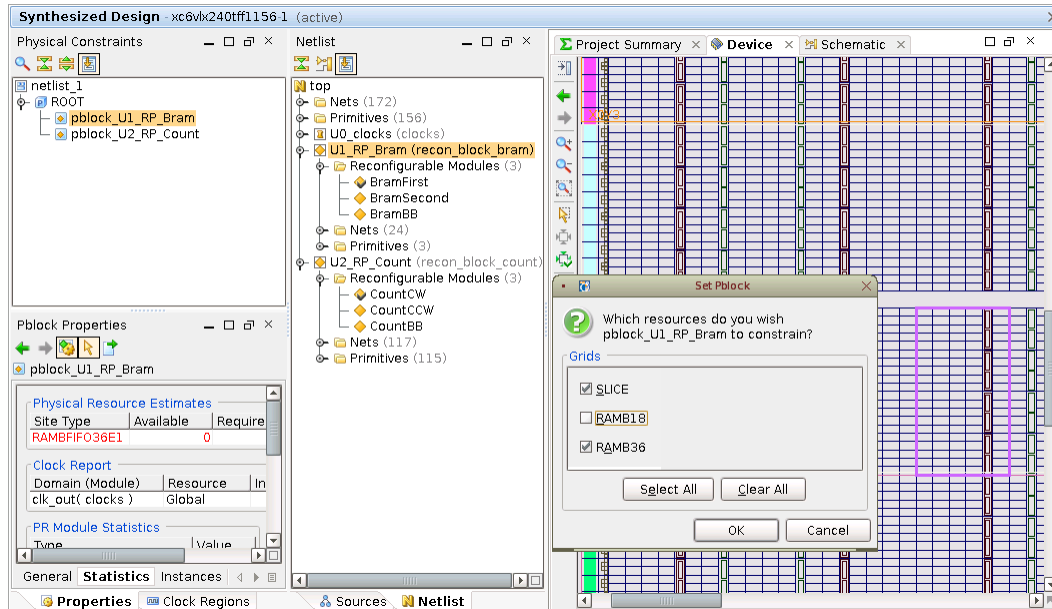 Synthesized Design - xc6vlx240tff1156-1 (active)
Physical Constraints
netlist_1
ROOT
pblock_U1_RP_Bram
pblock_U2_RP_Count
Pblock Properties
pblock_U1_RP_Bram
Physical Resource Estimates
Site Type Available Require
RAMBFIFO36E1 0
Clock Report
Domain (Module) Resource In
clk_out( clocks ) Global
PR Module Statistics
Type Value
General Statistics Instances
Properties Clock Regions
Netlist
top
Nets (172)
Primitives (156)
U0_clocks (clocks)
U1_RP_Bram (recon_block_bram)
Reconfigurable Modules (3)
BramFirst
BramSecond
BramBB
Nets (24)
Primitives (3)
U2_RP_Count (recon_block_count)
Reconfigurable Modules (3)
CountCW
CountCCW
CountBB
Nets (117)
Primitives (115)
Sources Netlist
Project Summary Device Schematic
Set Pblock
Which resources do you wish
pblock_U1_RP_Bram to constrain?
Grids
SLICE
RAMB18
RAMB36
Select All Clear All
OK Cancel